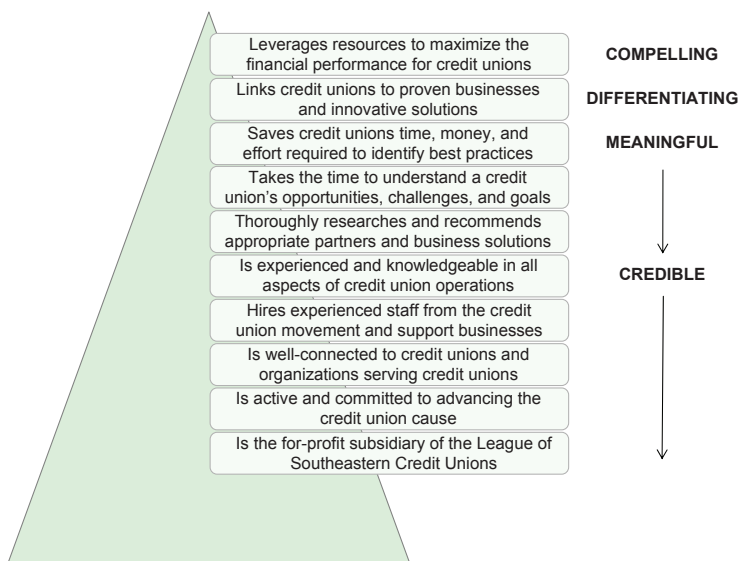 Leverages resources to maximize the
financial performance for credit unions
COMPELLING
Links credit unions to proven businesses
and innovative solutions
DIFFERENTIATING
Saves credit unions time, money, and
effort required to identify best practices
MEANINGFUL
Takes the time to understand a credit
union’s opportunities, challenges, and goals
Thoroughly researches and recommends
appropriate partners and business solutions
Is experienced and knowledgeable in all
aspects of credit union operations
CREDIBLE
Hires experienced staff from the credit
union movement and support businesses
Is well-connected to credit unions and
organizations serving credit unions
Is active and committed to advancing the
credit union cause
Is the for-profit subsidiary of the League of
Southeastern Credit Unions